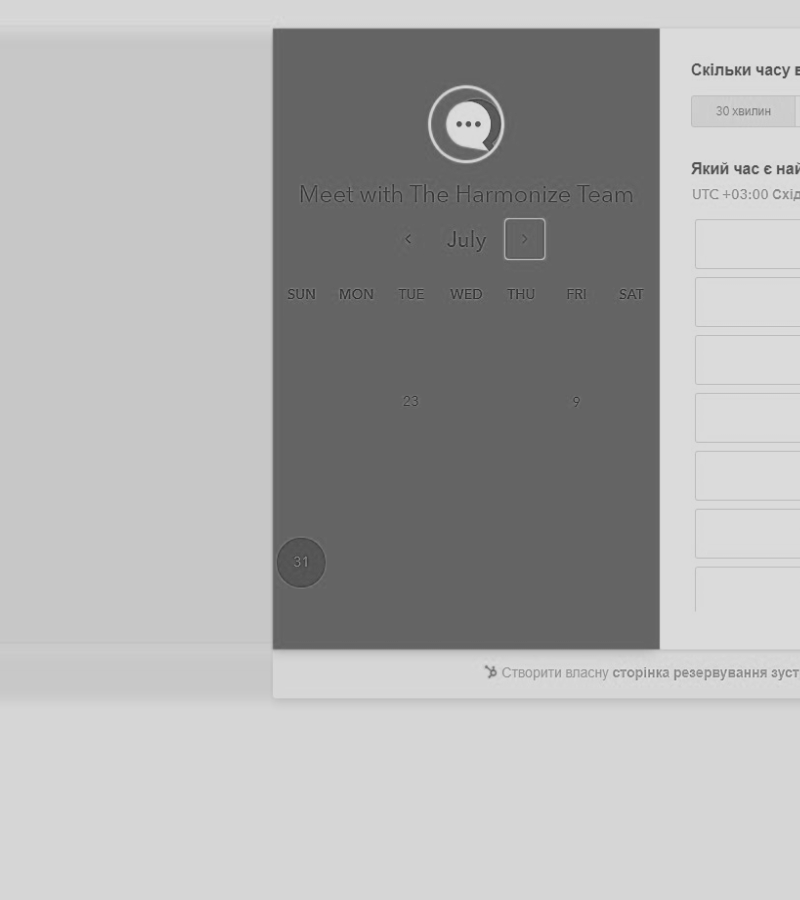 Meet with The Harmonize Team
July
SUN MON TUE WED THU FRI SAT
23 9
31
Скільки часу в
30 хвилин
Який час є най
UTC +03:00 Схід
Створити власну сторінка резервування зуст